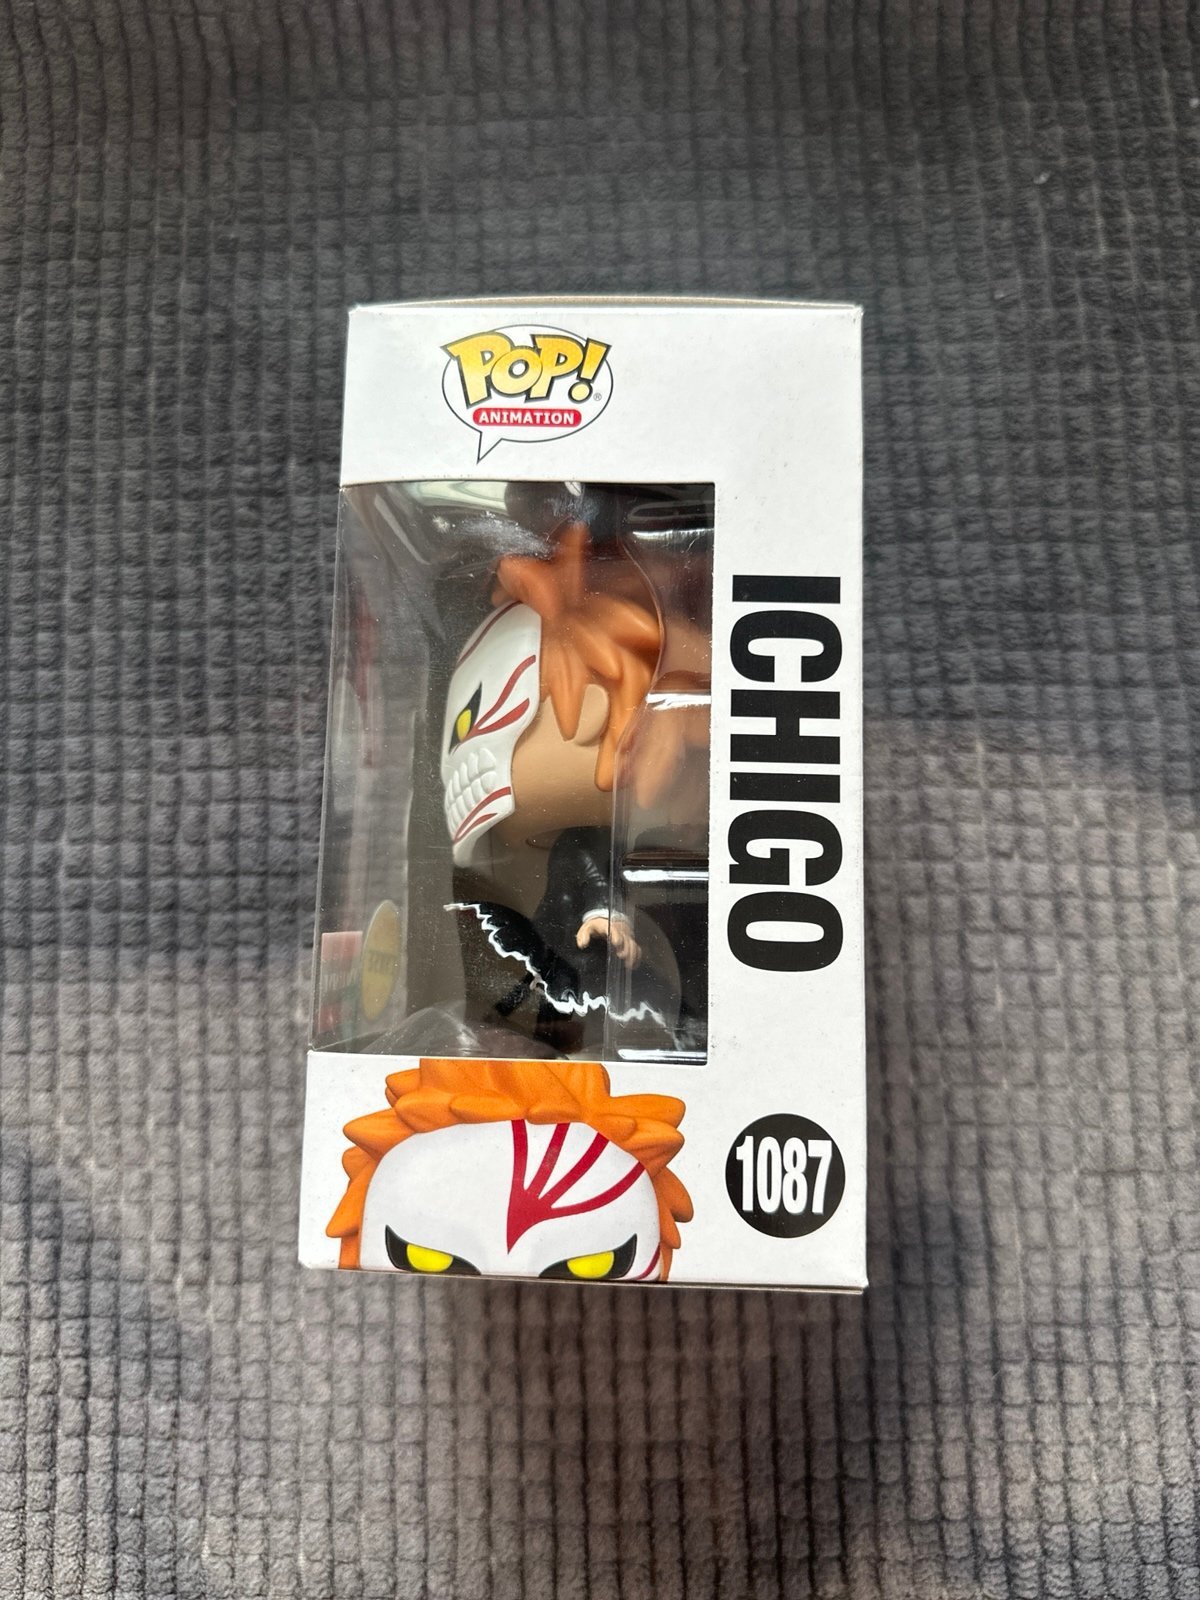 POP!
ANIMATION
ICHIGO
1087